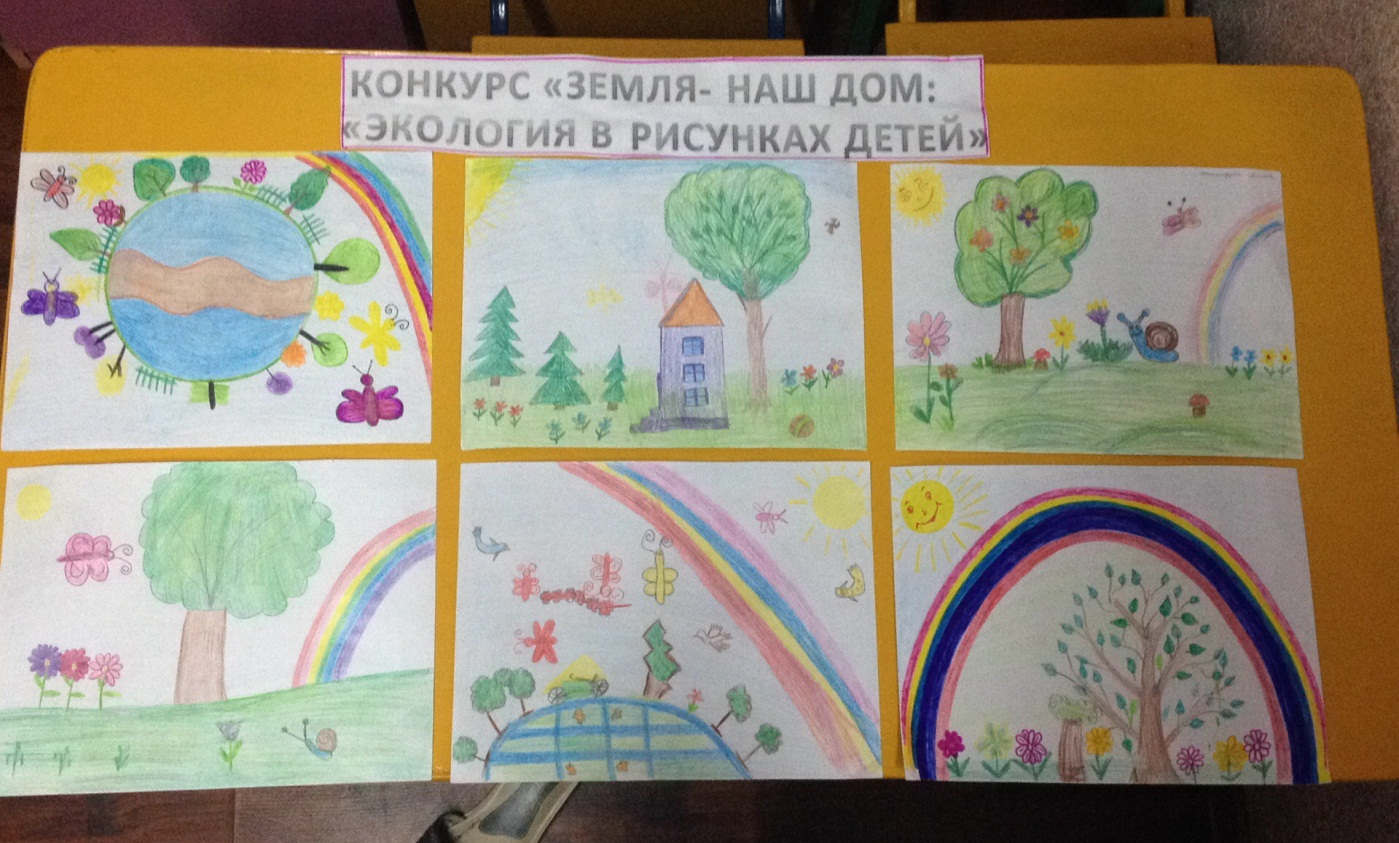 КОНКУРС «ЗЕМЛЯ- НАШ ДОМ:
«ЭКОЛОГИЯ В РИСУНКАХ ДЕТЕЙ»